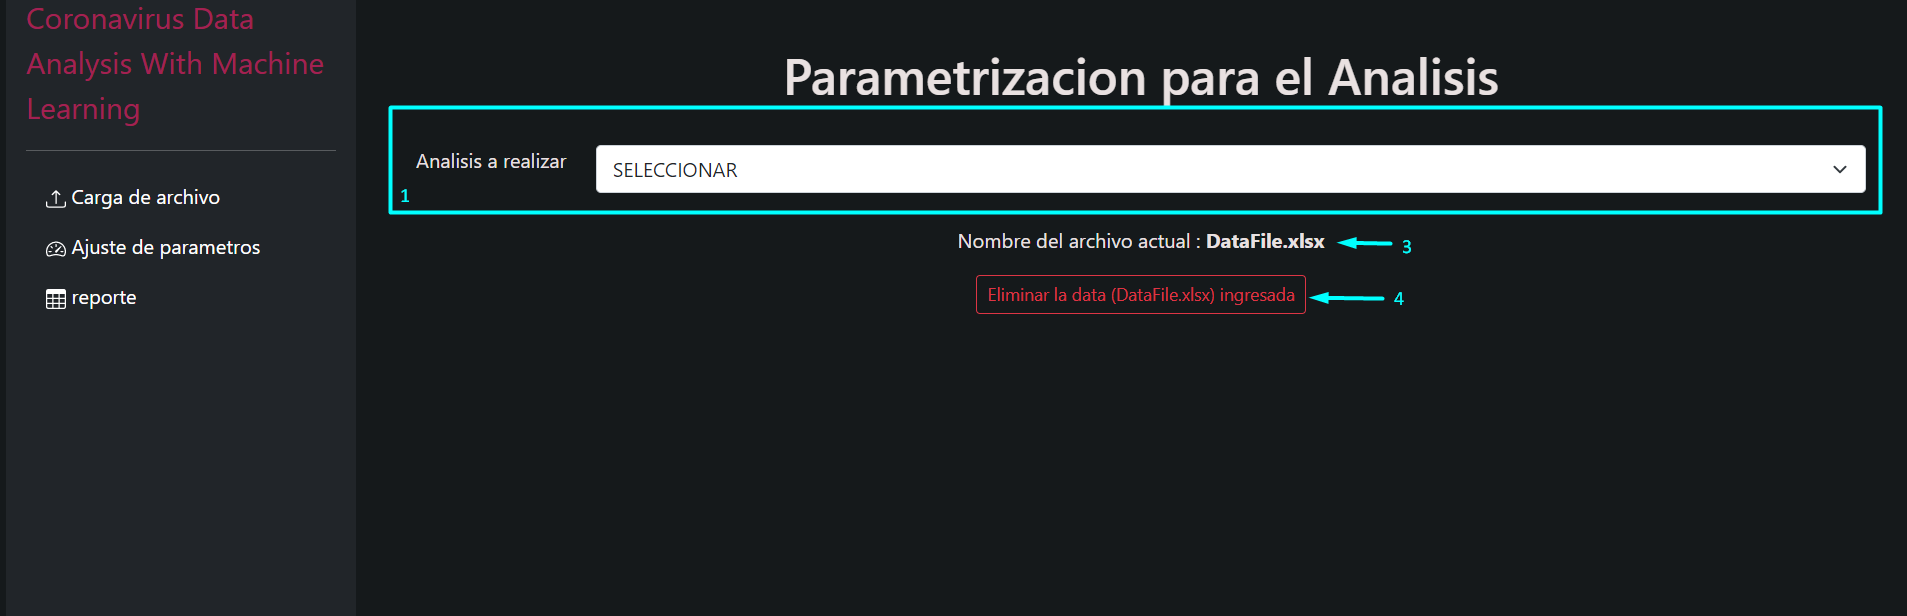 Coronavirus Data
Analysis With Machine
Learning
Carga de archivo
Ajuste de parametros
reporte
Parametrizacion para el Analisis
Analisis a realizar
SELECCIONAR
1
Nombre del archivo actual : DataFile.xlsx
3
Eliminar la data (DataFile.xlsx) ingresada
4